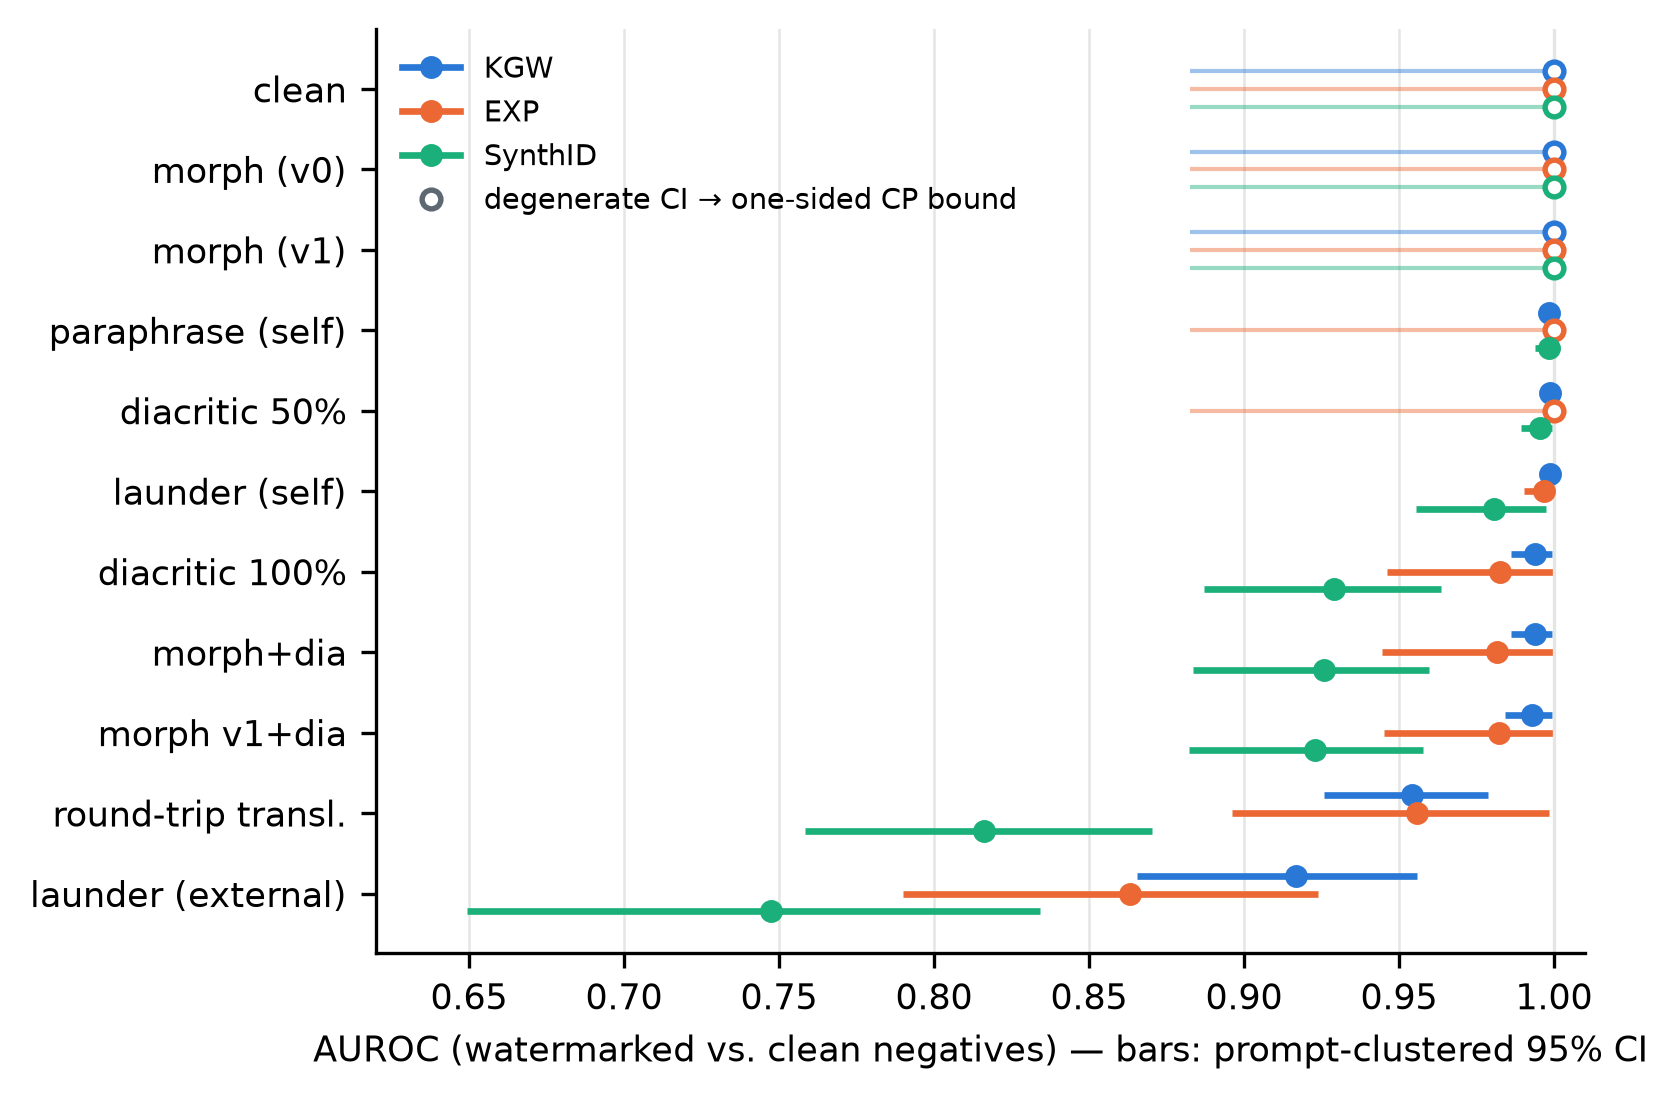 KGW
EXP
SynthID
degenerate CI → one-sided CP bound
clean
morph (v0)
morph (v1)
paraphrase (self)
diacritic 50%
launder (self)
diacritic 100%
morph+dia
morph v1+dia
round-trip transl.
launder (external)
0.65 0.70 0.75 0.80 0.85 0.90 0.95 1.00
AUROC (watermarked vs. clean negatives) — bars: prompt-clustered 95% CI